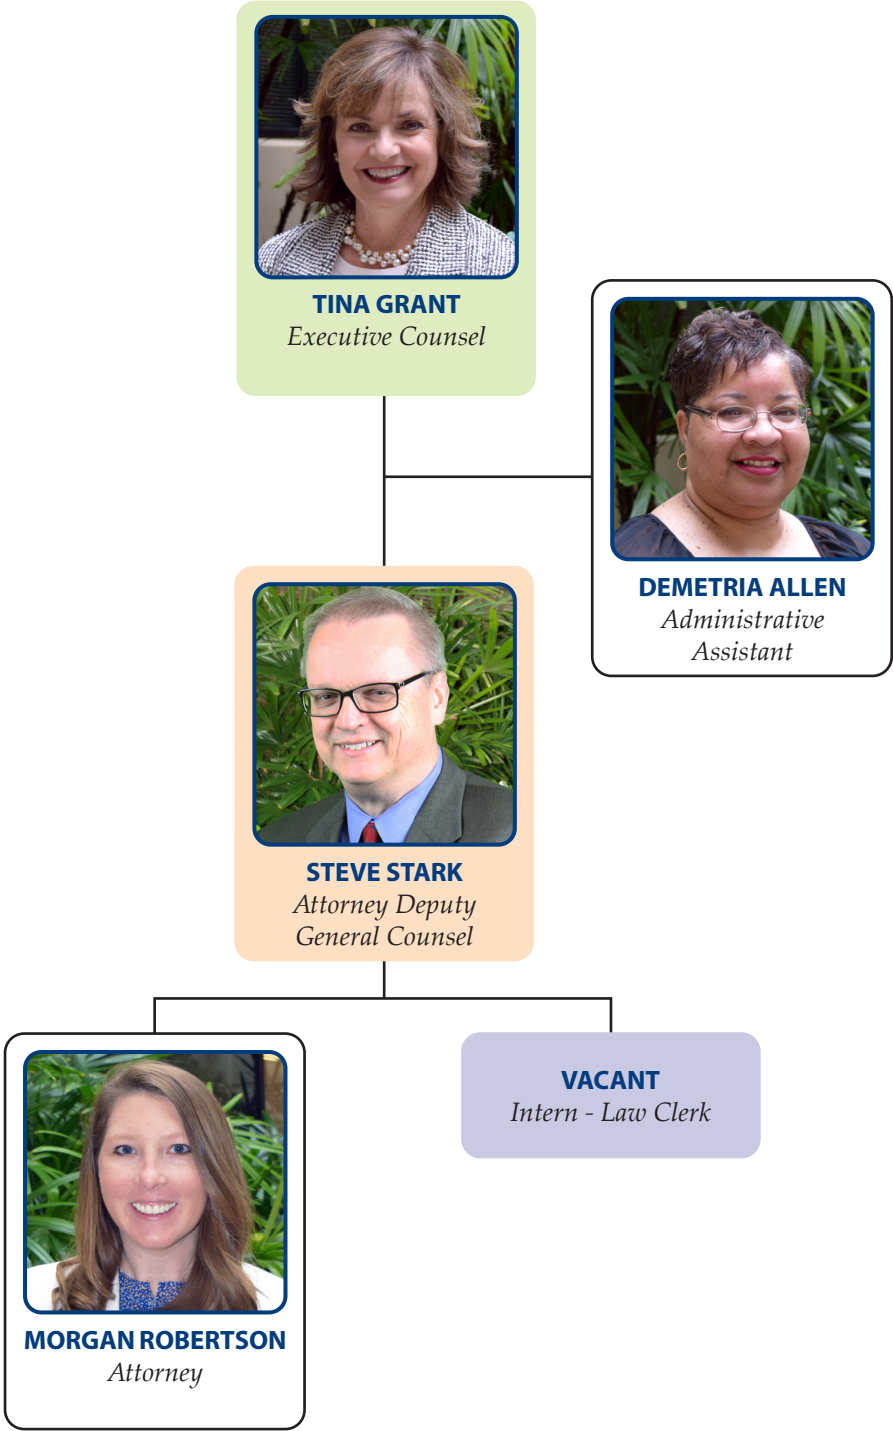 TINA GRANT
Executive Counsel
DEMETRIA ALLEN
Administrative
Assistant
STEVE STARK
Attorney Deputy
General Counsel
MORGAN ROBERTSON
Attorney
VACANT
Intern - Law Clerk